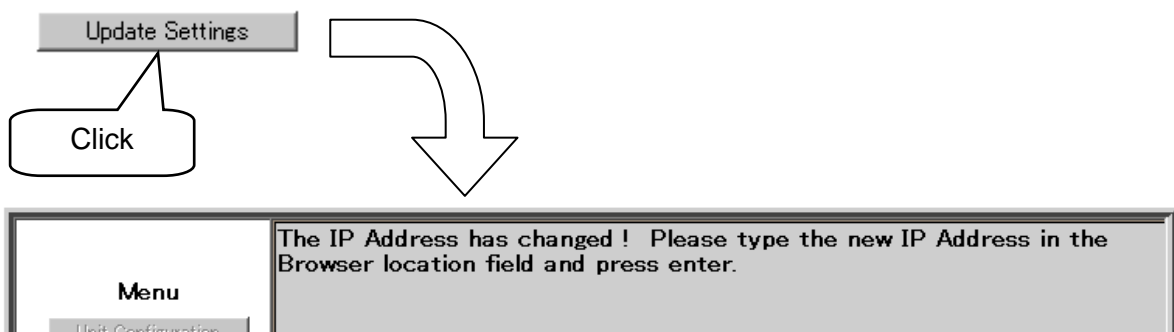 Update Settings
Click
The IP Address has changed ! Please type the new IP Address in the
Browser location field and press enter.
Menu
Unit Configuration